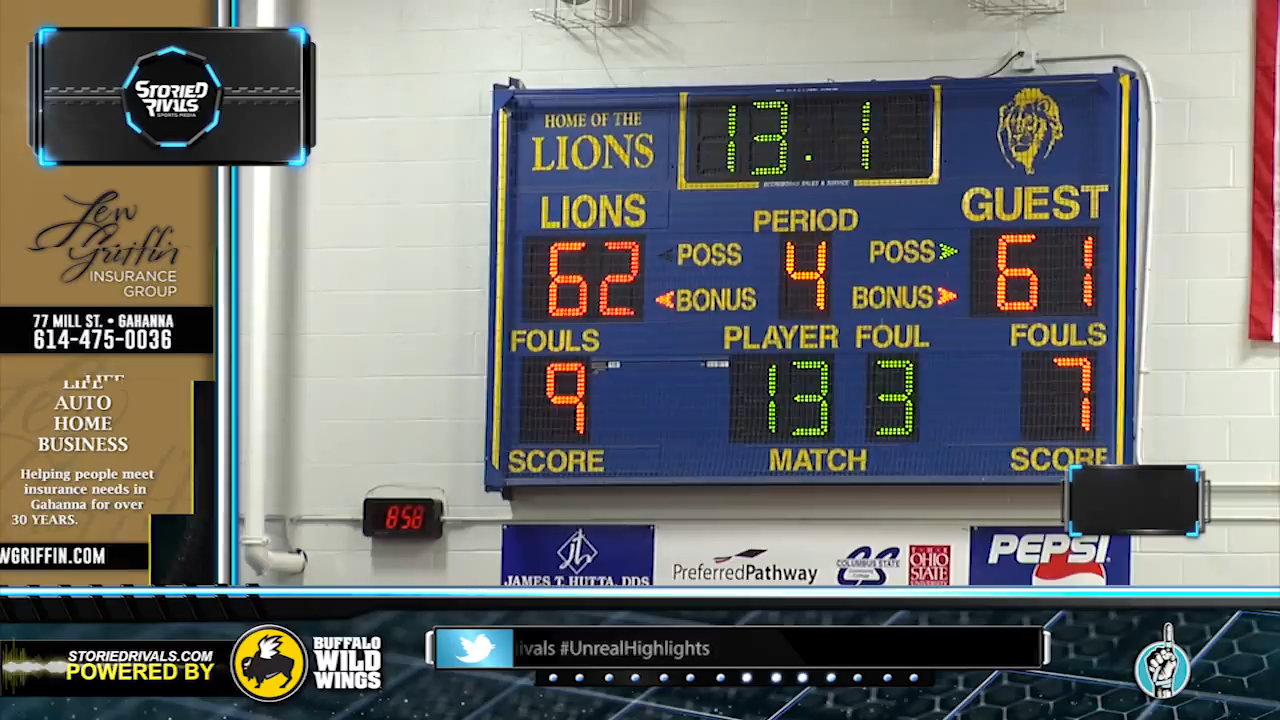 STORIED
RIVALS
SPORTS MEDIA
Lew
Griffin
INSURANCE
GROUP
77 MILL ST. • GAHANNA
614-475-0036
LIFE
AUTO
HOME
BUSINESS
Helping people meet
insurance needs in
Gahanna for over
30 YEARS.
WGRIFFIN.COM
HOME OF THE
LIONS
13.1
LIONS
PERIOD
GUEST
62
POSS
4
POSS
61
BONUS
BONUS
FOULS
PLAYER
FOUL
FOULS
9
13
3
7
SCORE
MATCH
SCORE
858
JAMES T. HUTTA, DDS
PreferredPathway
COLUMBUS STATE
OHIO
STATE
UNIVERSITY
PEPSI
STORIEDRIVALS.COM
POWERED BY
BUFFALO
WILD
WINGS
ivals #UnrealHighlights